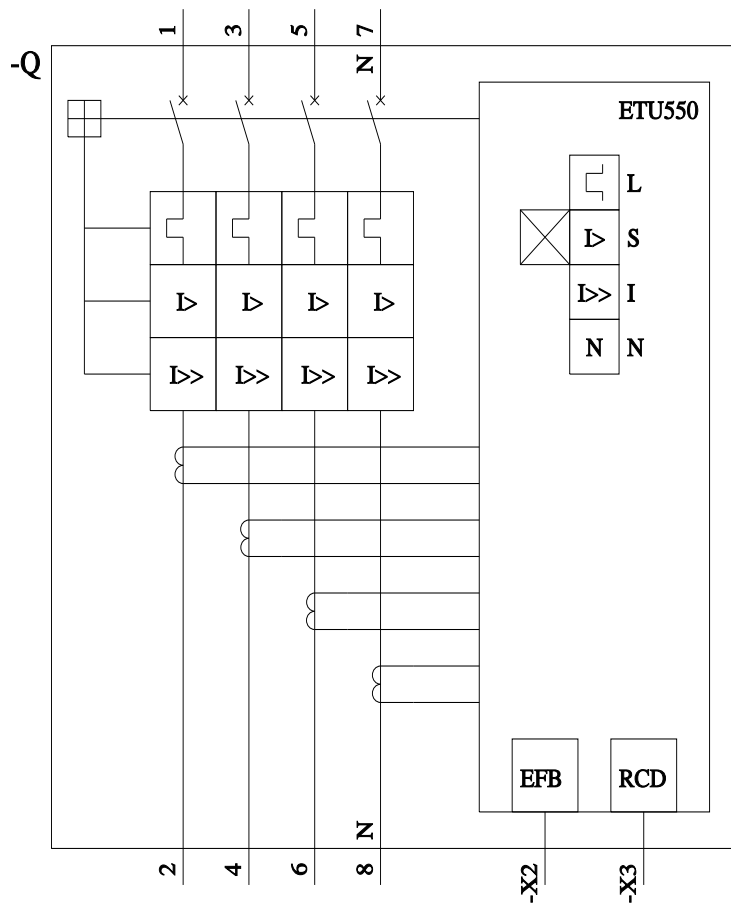 1 3 5 7
-Q
N
ETU550
L
I> I> I> I> I> S
I>> I
I>> I>> I>> I>>
N N
EFB RCD
N
2 4 6 8 -X2 -X3